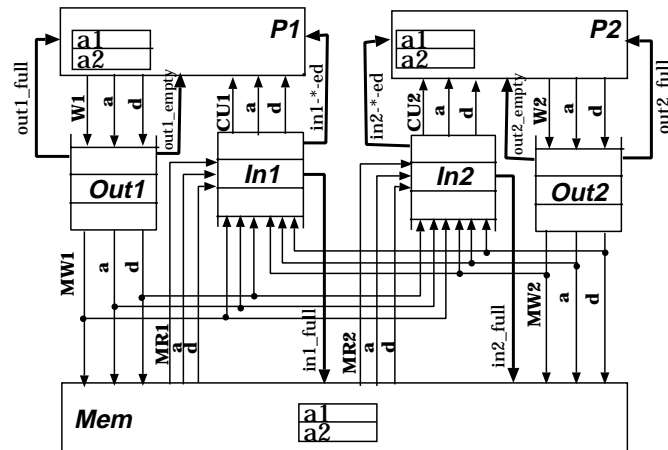 P1
a1
a2
P2
a1
a2
out1_full
W1
a
d
out1_empty
CU1
a
d
in1-*-ed
in2-*-ed
CU2
a
d
out2_empty
W2
a
d
out2_full
Out1
In1
In2
Out2
MW1
a
d
MR1
a
d
in1_full
MR2
a
d
in2_full
MW2
a
d
Mem
a1
a2